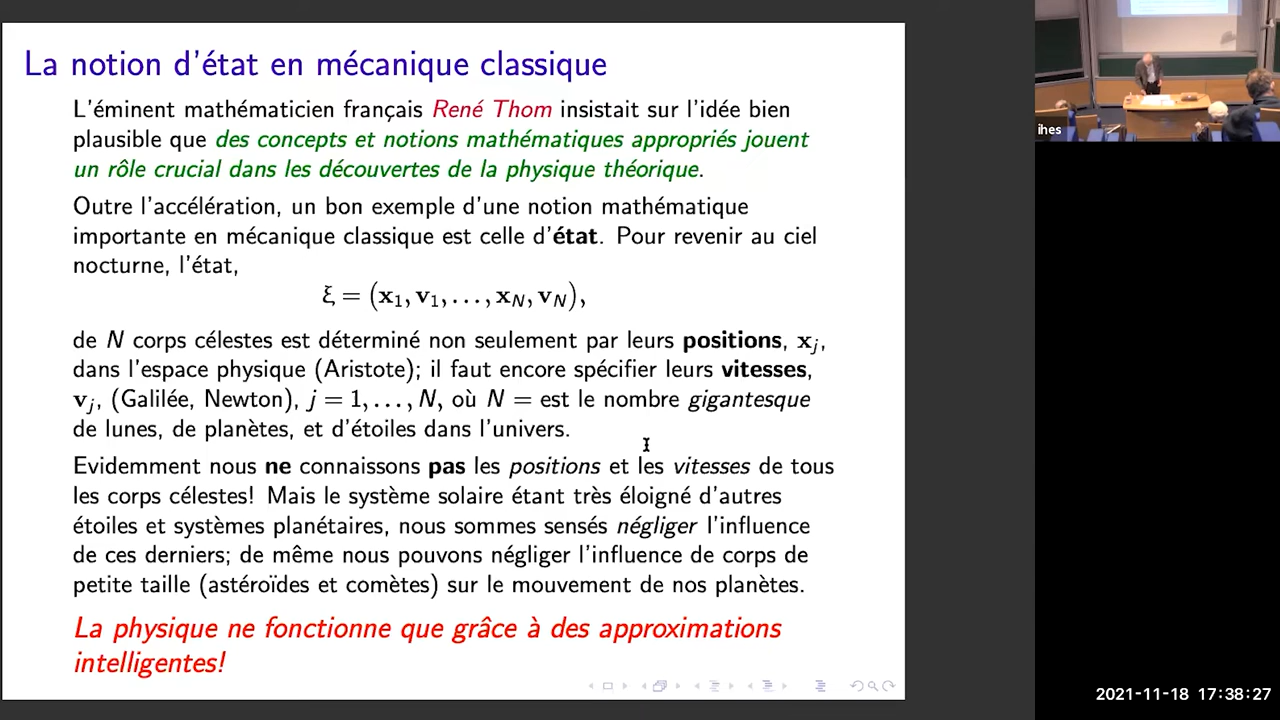 La notion d'état en mécanique classique
L'éminent mathématicien français René Thom insistait sur l'idée bien
plausible que des concepts et notions mathématiques appropriés jouent
un rôle crucial dans les découvertes de la physique théorique.
Outre l'accélération, un bon exemple d'une notion mathématique
importante en mécanique classique est celle d'état. Pour revenir au ciel
nocturne, l'état,
ξ = (x₁, v₁, . . . , x_N, v_N),
de N corps célestes est déterminé non seulement par leurs positions, x_j,
dans l'espace physique (Aristote); il faut encore spécifier leurs vitesses,
v_j, (Galilée, Newton), j = 1, . . . , N, où N = est le nombre gigantesque
de lunes, de planètes, et d'étoiles dans l'univers.
Evidemment nous ne connaissons pas les positions et les vitesses de tous
les corps célestes! Mais le système solaire étant très éloigné d'autres
étoiles et systèmes planétaires, nous sommes sensés négliger l'influence
de ces derniers; de même nous pouvons négliger l'influence de corps de
petite taille (astéroïdes et comètes) sur le mouvement de nos planètes.
La physique ne fonctionne que grâce à des approximations
intelligentes!
ihes
2021-11-18 17:38:27